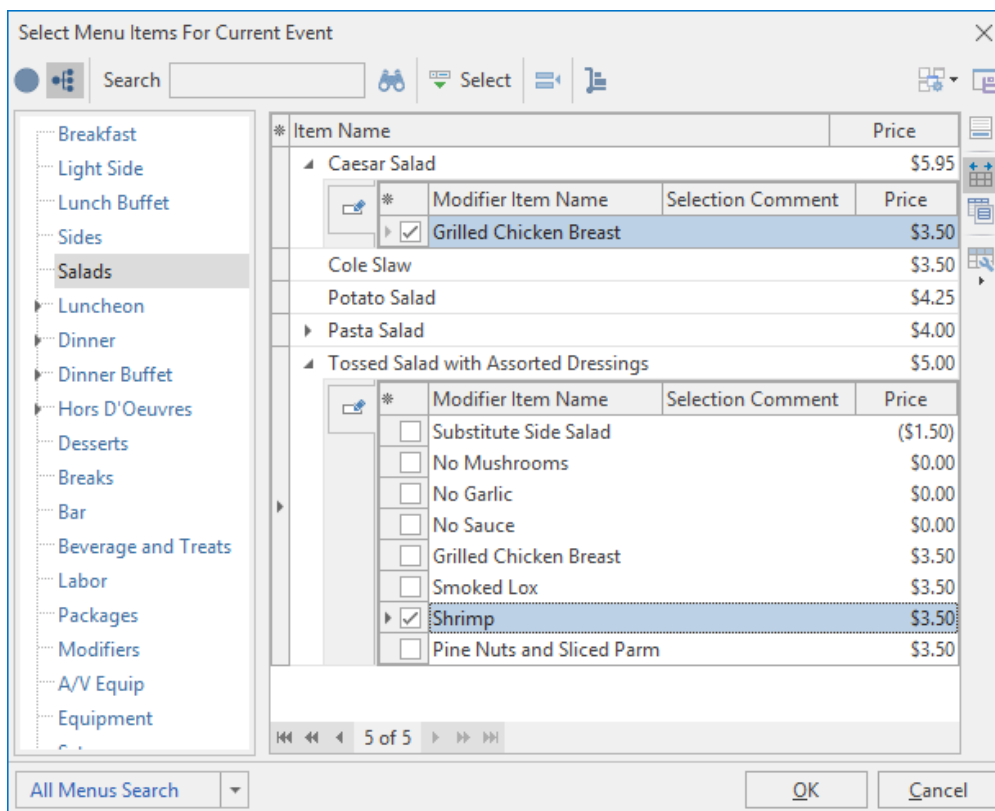 Select Menu Items For Current Event
Search Select
Breakfast
Light Side
Lunch Buffet
Sides
Salads
Luncheon
Dinner
Dinner Buffet
Hors D'Oeuvres
Desserts
Breaks
Bar
Beverage and Treats
Labor
Packages
Modifiers
A/V Equip
Equipment
Item Name Price
Caesar Salad $5.95
Modifier Item Name Selection Comment Price
Grilled Chicken Breast $3.50
Cole Slaw $3.50
Potato Salad $4.25
Pasta Salad $4.00
Tossed Salad with Assorted Dressings $5.00
Modifier Item Name Selection Comment Price
Substitute Side Salad ($1.50)
No Mushrooms $0.00
No Garlic $0.00
No Sauce $0.00
Grilled Chicken Breast $3.50
Smoked Lox $3.50
Shrimp $3.50
Pine Nuts and Sliced Parm $3.50
5 of 5
All Menus Search OK Cancel